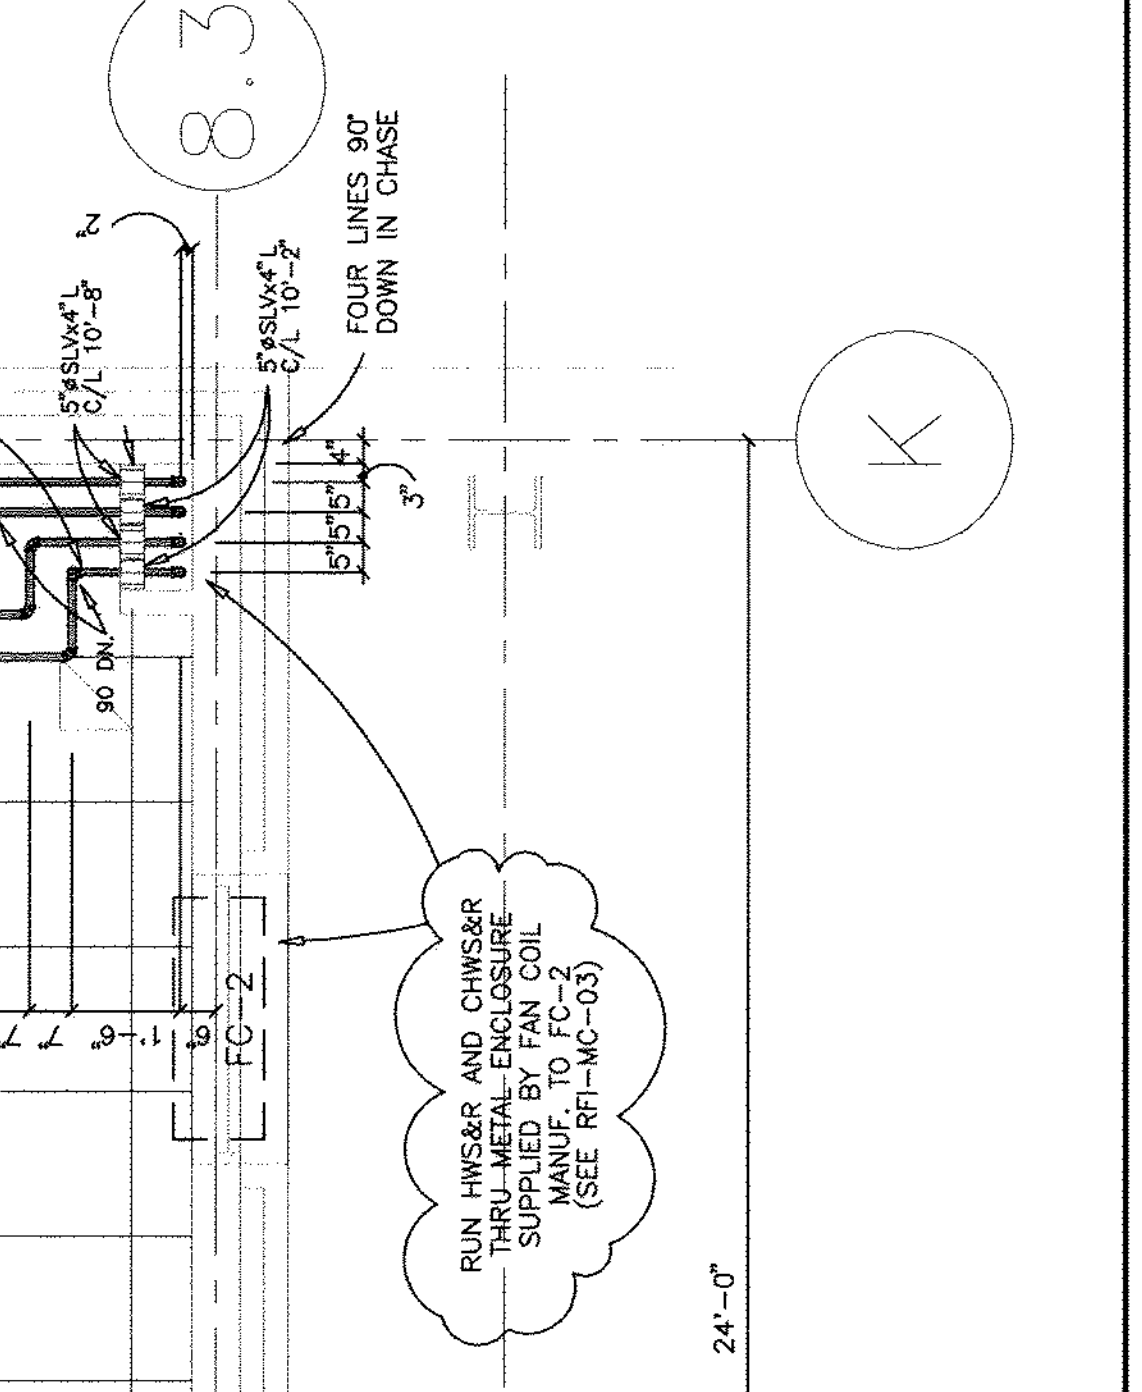 8.3
2"
5"øSLVx4"L
C/L 10'-8"
5"øSLVx4"L
C/L 10'-2"
FOUR LINES 90°
DOWN IN CHASE
K
4"
3"
5"
5"
5"
90 DN.
7"
7"
1'-6"
6"
FC-2
RUN HWS&R AND CHWS&R
THRU METAL ENCLOSURE
SUPPLIED BY FAN COIL
MANUF. TO FC-2
(SEE RFI-MC-03)
24'-0"